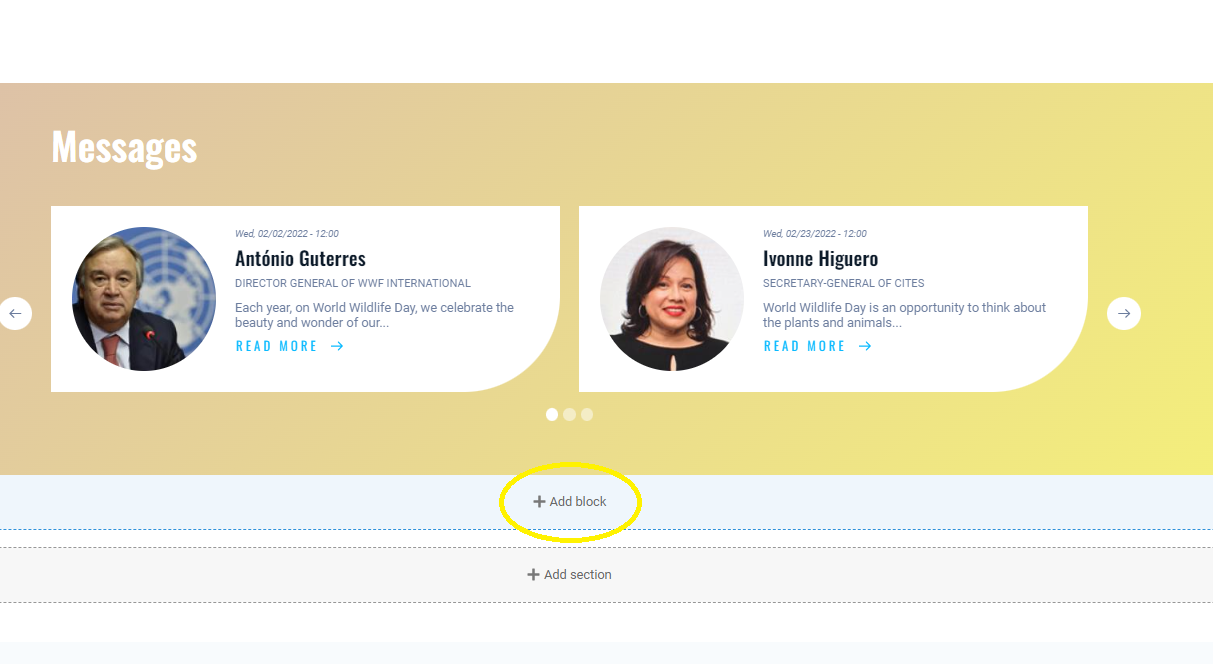 Messages
Wed, 02/02/2022 - 12:00
António Guterres
DIRECTOR GENERAL OF WWF INTERNATIONAL
Each year, on World Wildlife Day, we celebrate the
beauty and wonder of our...
READ MORE →
Wed, 02/23/2022 - 12:00
Ivonne Higuero
SECRETARY-GENERAL OF CITES
World Wildlife Day is an opportunity to think about
the plants and animals...
READ MORE →
Add block
Add section